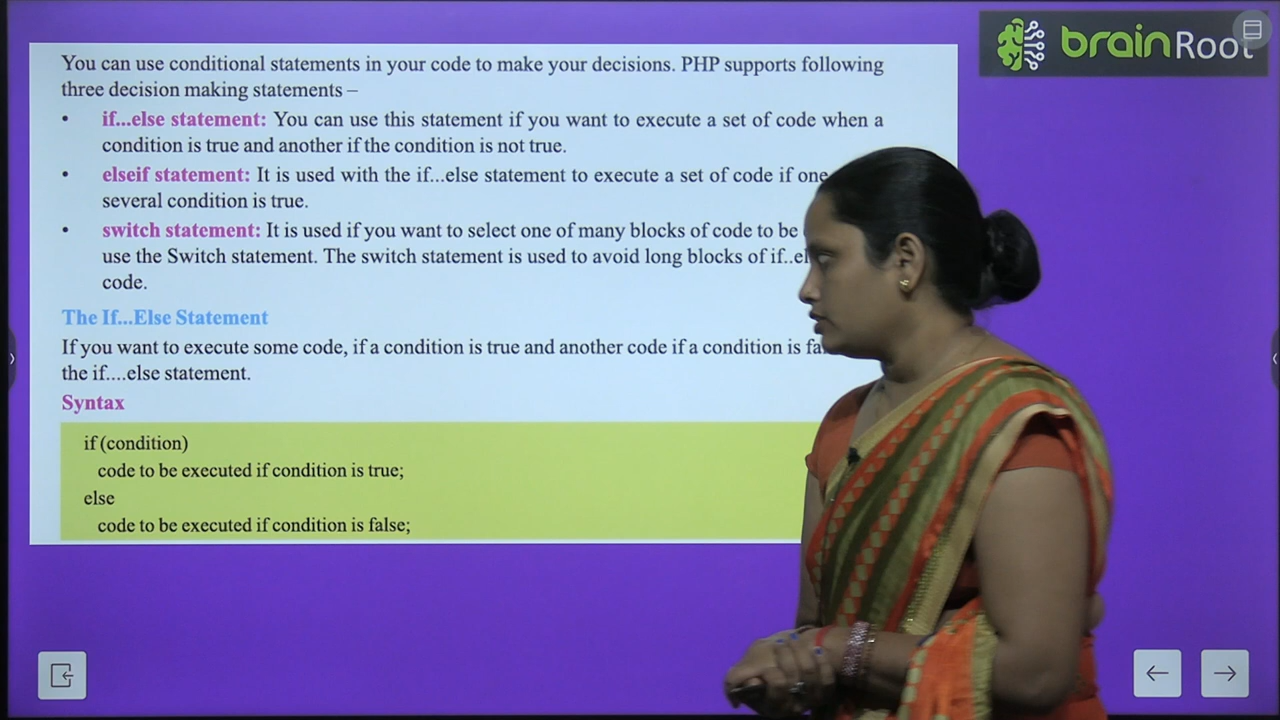 brainRoot
You can use conditional statements in your code to make your decisions. PHP supports following
three decision making statements –
• if...else statement: You can use this statement if you want to execute a set of code when a
condition is true and another if the condition is not true.
• elseif statement: It is used with the if...else statement to execute a set of code if one
several condition is true.
• switch statement: It is used if you want to select one of many blocks of code to be
use the Switch statement. The switch statement is used to avoid long blocks of
code.
The If...Else Statement
If you want to execute some code, if a condition is true and another code if a condition is
the if....else statement.
Syntax
if (condition)
code to be executed if condition is true;
else
code to be executed if condition is false;